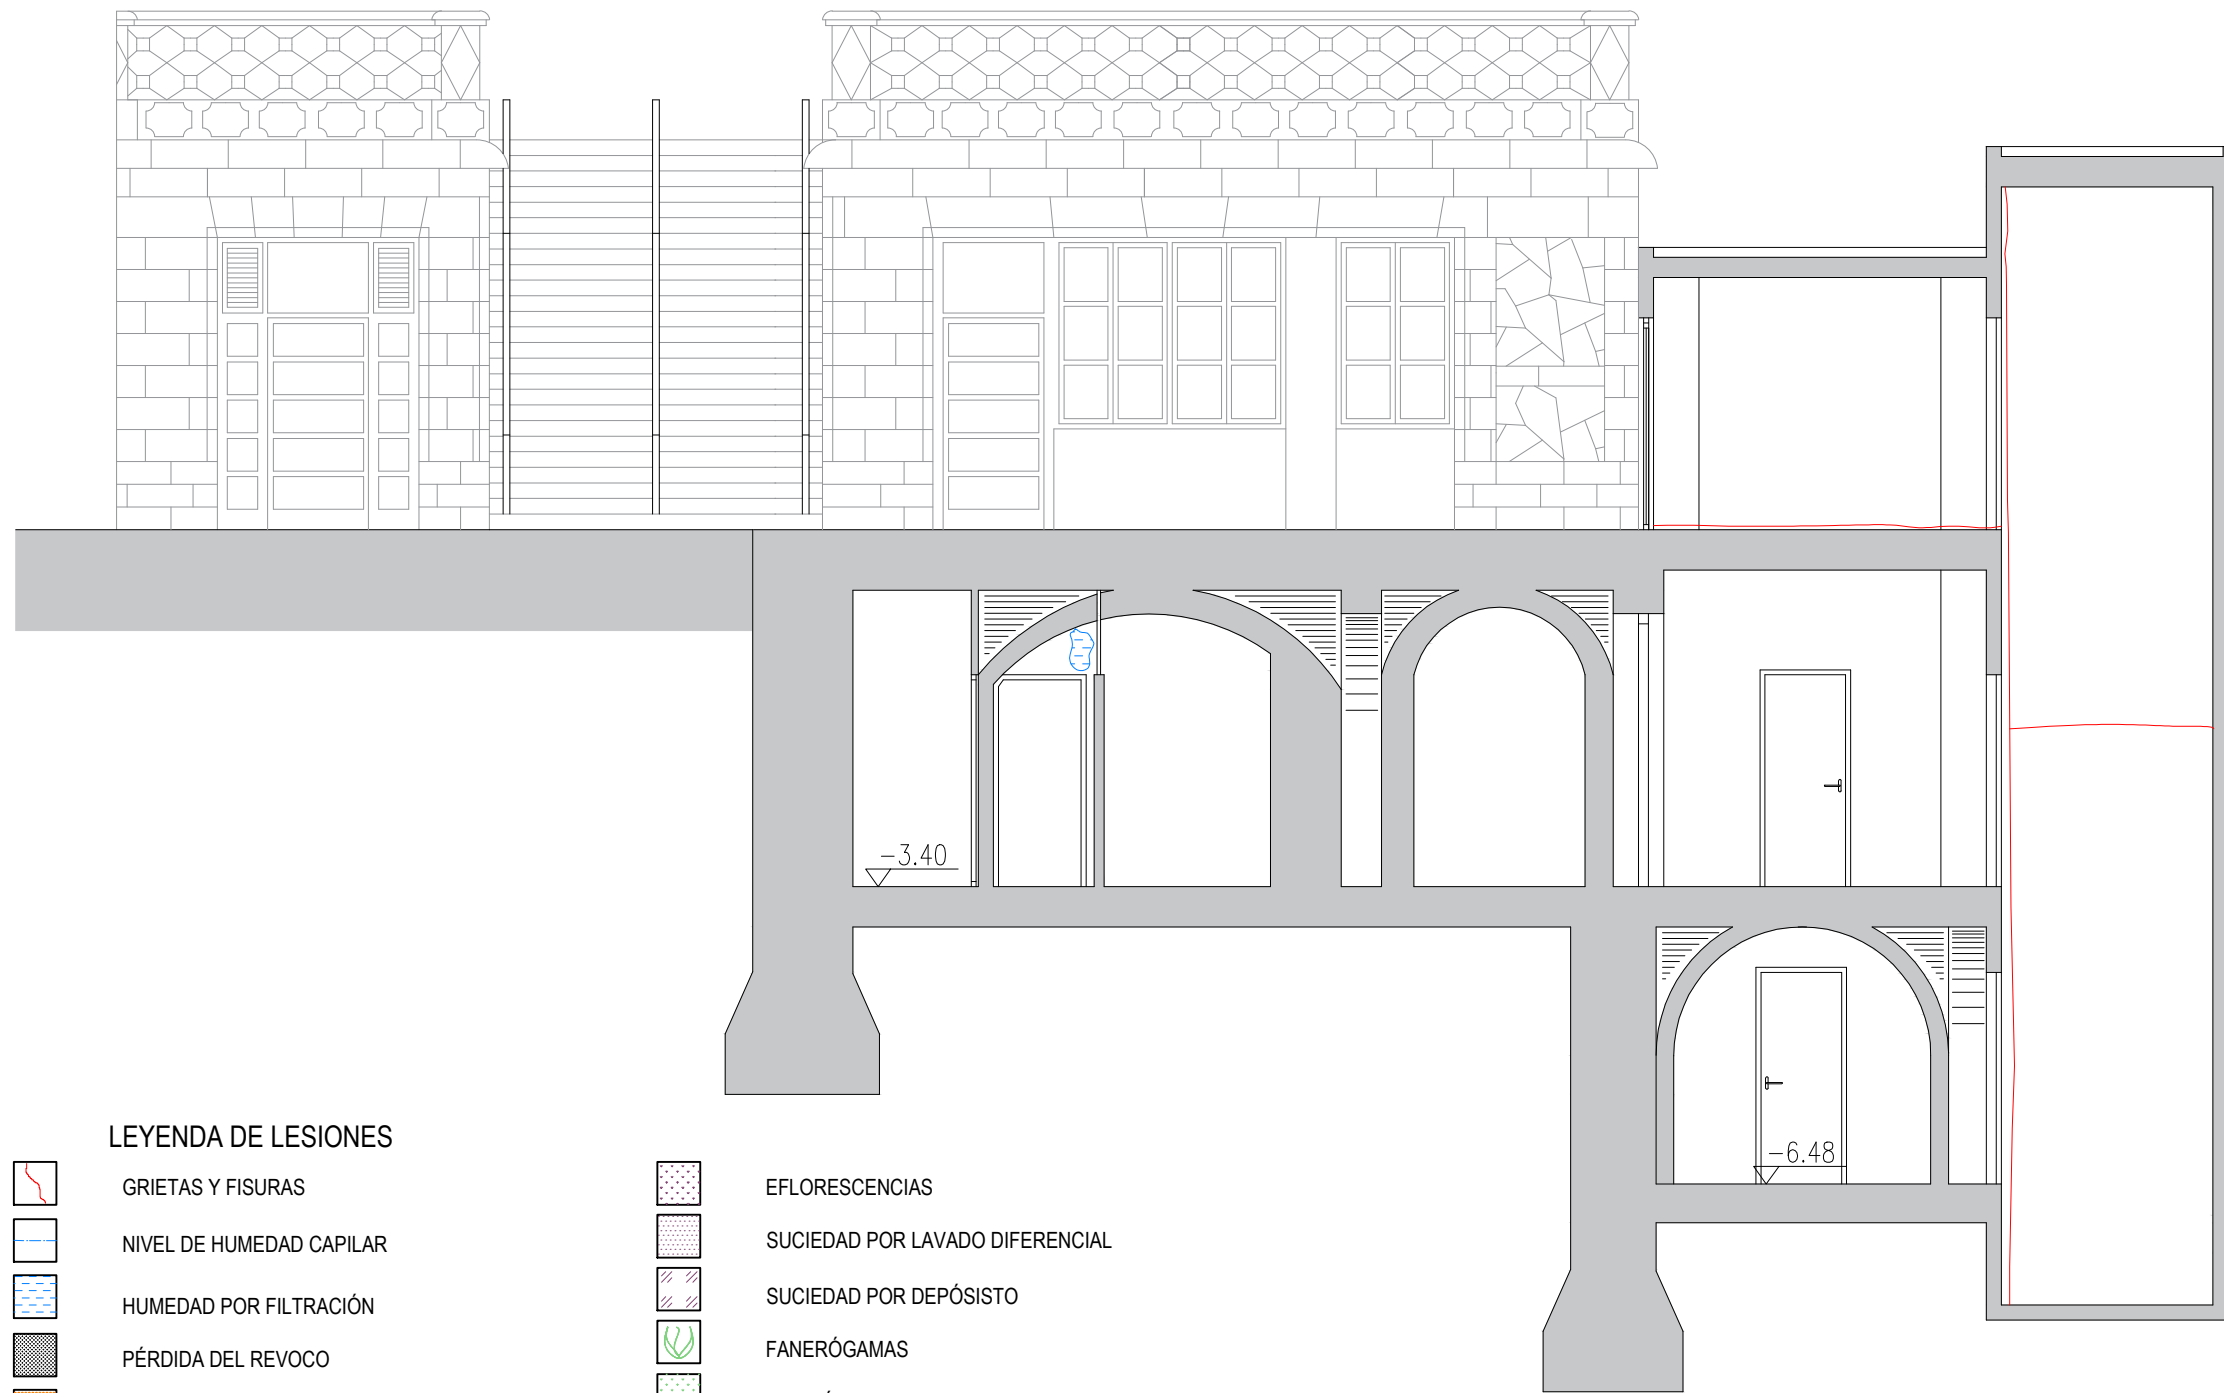 -3.40
-6.48
LEYENDA DE LESIONES
GRIETAS Y FISURAS
NIVEL DE HUMEDAD CAPILAR
HUMEDAD POR FILTRACIÓN
PÉRDIDA DEL REVOCO
EFLORESCENCIAS
SUCIEDAD POR LAVADO DIFERENCIAL
SUCIEDAD POR DEPÓSISTO
FANERÓGAMAS